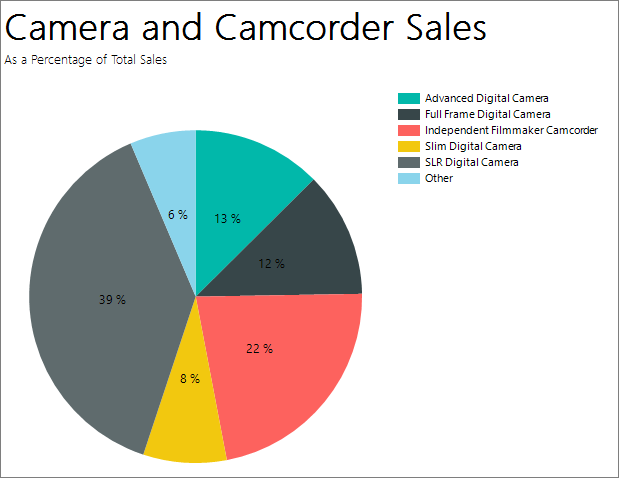 Camera and Camcorder Sales
As a Percentage of Total Sales
Advanced Digital Camera
Full Frame Digital Camera
Independent Filmmaker Camcorder
Slim Digital Camera
SLR Digital Camera
Other
6 %
13 %
12 %
39 %
22 %
8 %